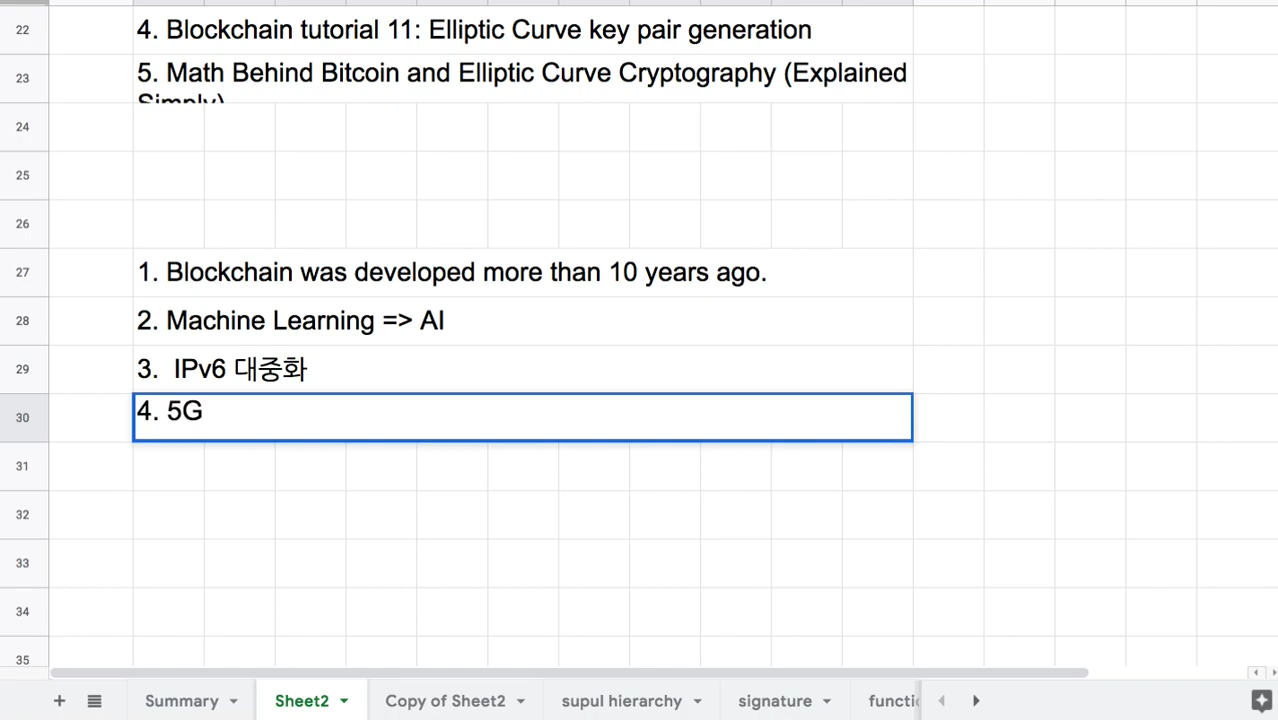 22 4. Blockchain tutorial 11: Elliptic Curve key pair generation
23 5. Math Behind Bitcoin and Elliptic Curve Cryptography (Explained
Simply)
24
25
26
27 1. Blockchain was developed more than 10 years ago.
28 2. Machine Learning => AI
29 3. IPv6 대중화
30 4. 5G
31
32
33
34
35
+ Summary Sheet2 Copy of Sheet2 supul hierarchy signature functio